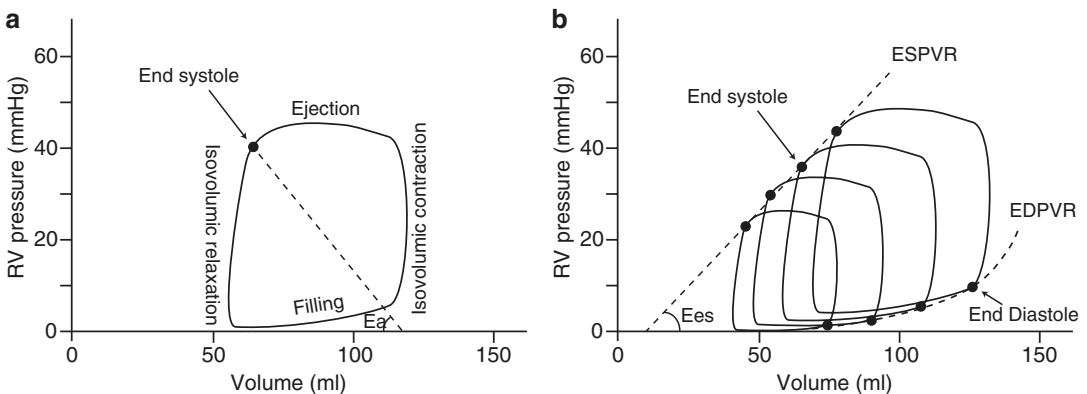 a
RV pressure (mmHg)
60
40
20
0
End systole
Ejection
Isovolumic relaxation
Isovolumic contraction
Filling
Ea
0
50
100
150
Volume (ml)
b
RV pressure (mmHg)
60
40
20
0
ESPVR
End systole
EDPVR
Ees
End Diastole
0
50
100
150
Volume (ml)